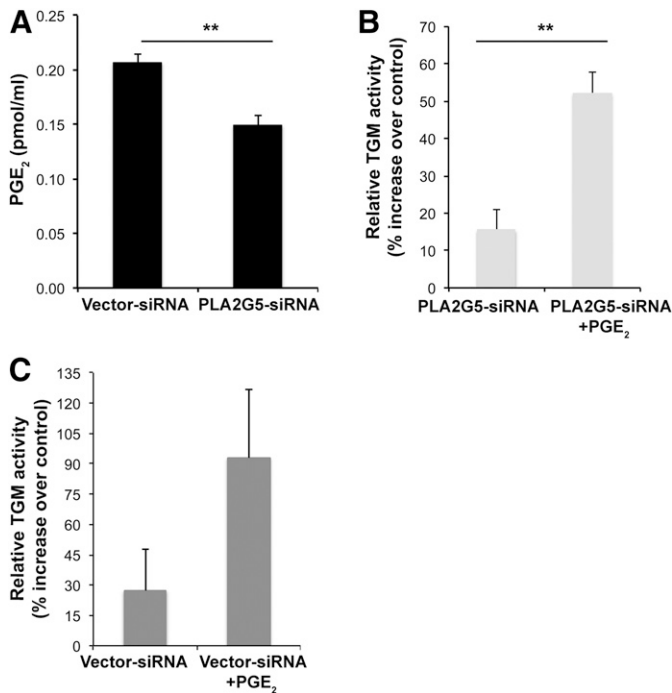 A
**
PGE₂ (pmol/ml)
0.25
0.20
0.15
0.10
0.05
0.00
Vector-siRNA PLA2G5-siRNA
B
**
Relative TGM activity
(% increase over control)
70
60
50
40
30
20
10
0
PLA2G5-siRNA PLA2G5-siRNA
+PGE₂
C
Relative TGM activity
(% increase over control)
135
120
105
90
75
60
45
30
15
0
Vector-siRNA Vector-siRNA
+PGE₂